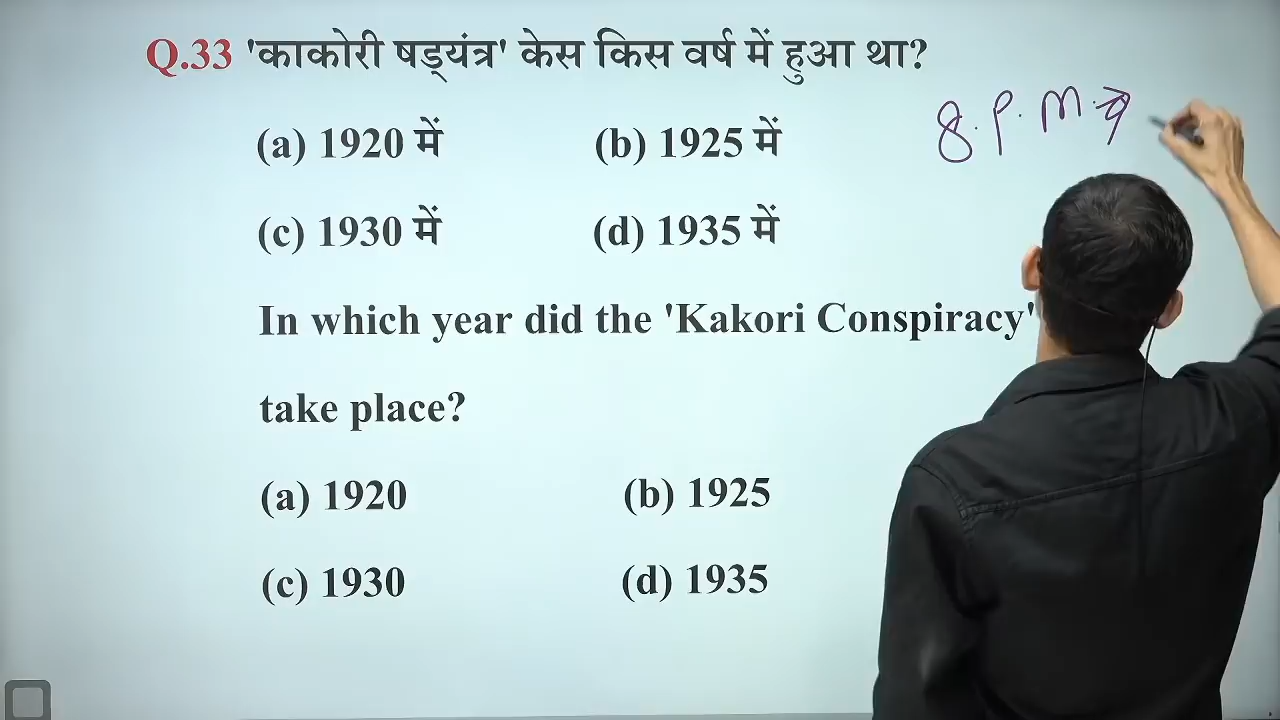 Q.33 'काकोरी षड्यंत्र' केस किस वर्ष में हुआ था?
8. P. M.
(a) 1920 में (b) 1925 में
(c) 1930 में (d) 1935 में
In which year did the 'Kakori Conspiracy'
take place?
(a) 1920 (b) 1925
(c) 1930 (d) 1935